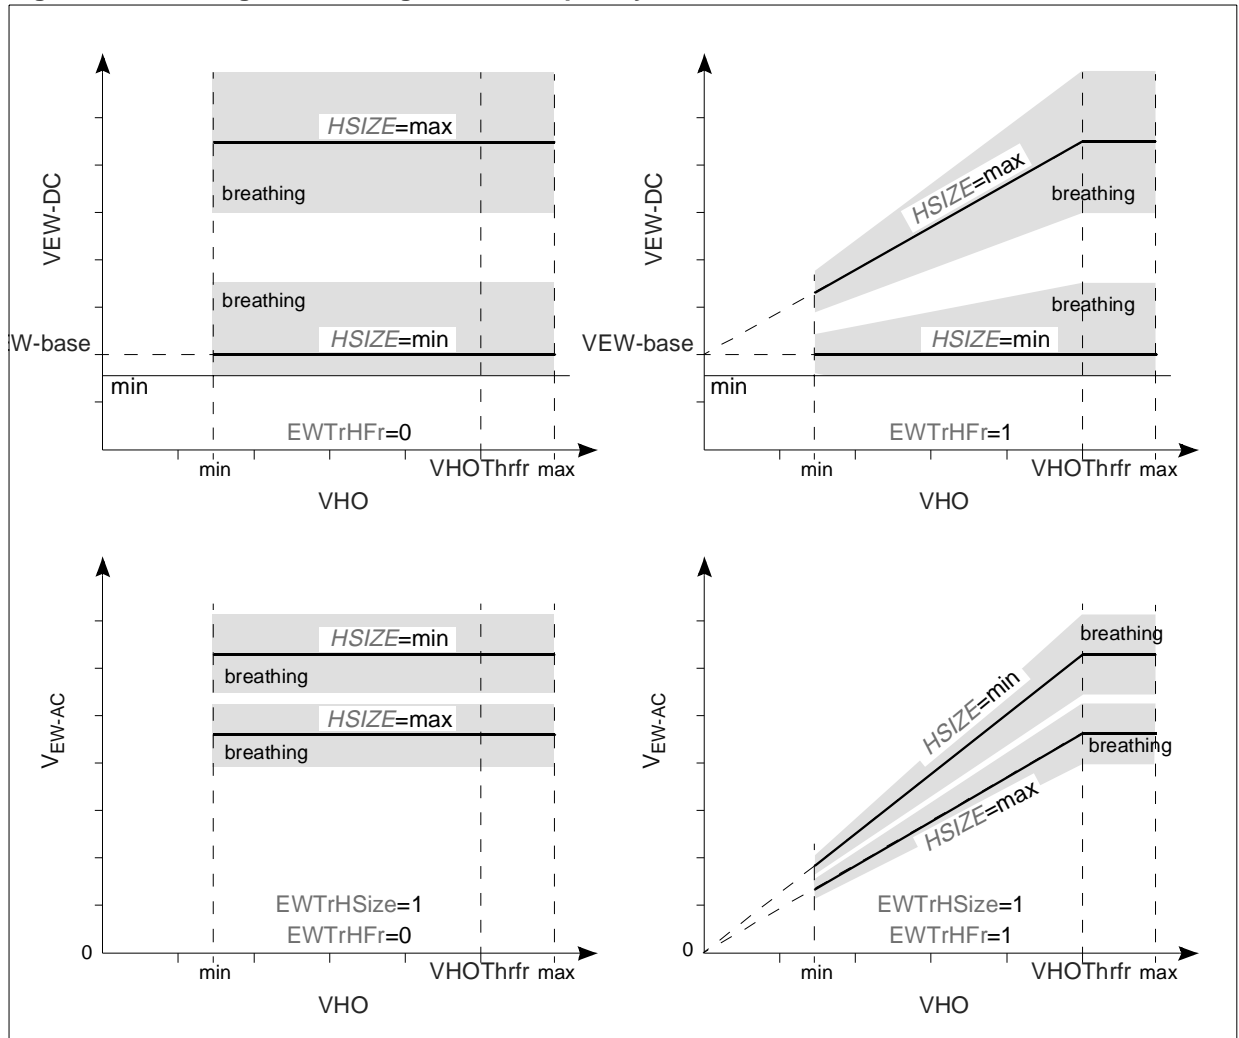 HSIZE=max
breathing
breathing
HSIZE=min
VEW-DC
W-base
min
EWTrHFr=0
min
VHOThrfr
max
VHO
HSIZE=max
breathing
breathing
HSIZE=min
VEW-DC
VEW-base
min
EWTrHFr=1
min
VHOThrfr
max
VHO
HSIZE=min
breathing
HSIZE=max
breathing
VEW-AC
EWTrHSize=1
EWTrHFr=0
0
min
VHOThrfr
max
VHO
breathing
HSIZE=min
breathing
HSIZE=max
VEW-AC
EWTrHSize=1
EWTrHFr=1
0
min
VHOThrfr
max
VHO